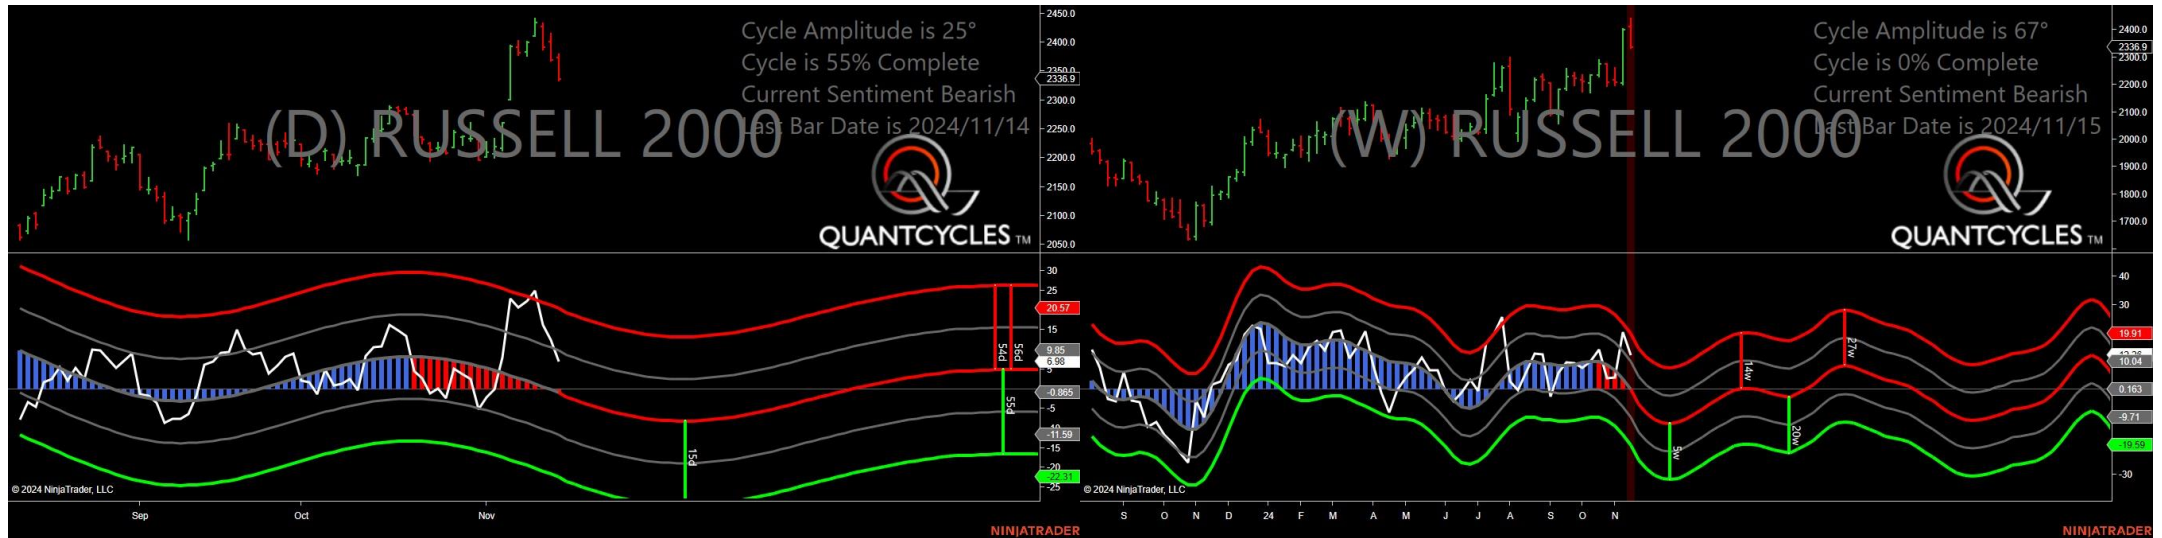 Cycle Amplitude is 25°
Cycle is 55% Complete
Current Sentiment Bearish
Last Bar Date is 2024/11/14
(D) RUSSELL 2000
QUANTCYCLES TM
2450.0
2400.0
2350.0
2336.9
2300.0
2250.0
2200.0
2150.0
2100.0
2050.0
30
25
20.57
15
9.85
6.98
5
-0.865
-5
-11.59
-15
-20
-22.31
-25
54d
56d
55d
15d
© 2024 NinjaTrader, LLC
Sep
Oct
Nov
NINJATRADER
Cycle Amplitude is 67°
Cycle is 0% Complete
Current Sentiment Bearish
Last Bar Date is 2024/11/15
(W) RUSSELL 2000
QUANTCYCLES TM
2400.0
2336.9
2300.0
2200.0
2100.0
2000.0
1900.0
1800.0
1700.0
40
30
19.91
10.04
0.163
-9.71
-19.59
-30
5w
14w
20w
27w
© 2024 NinjaTrader, LLC
S O N D 24 F M A M J J A S O N
NINJATRADER